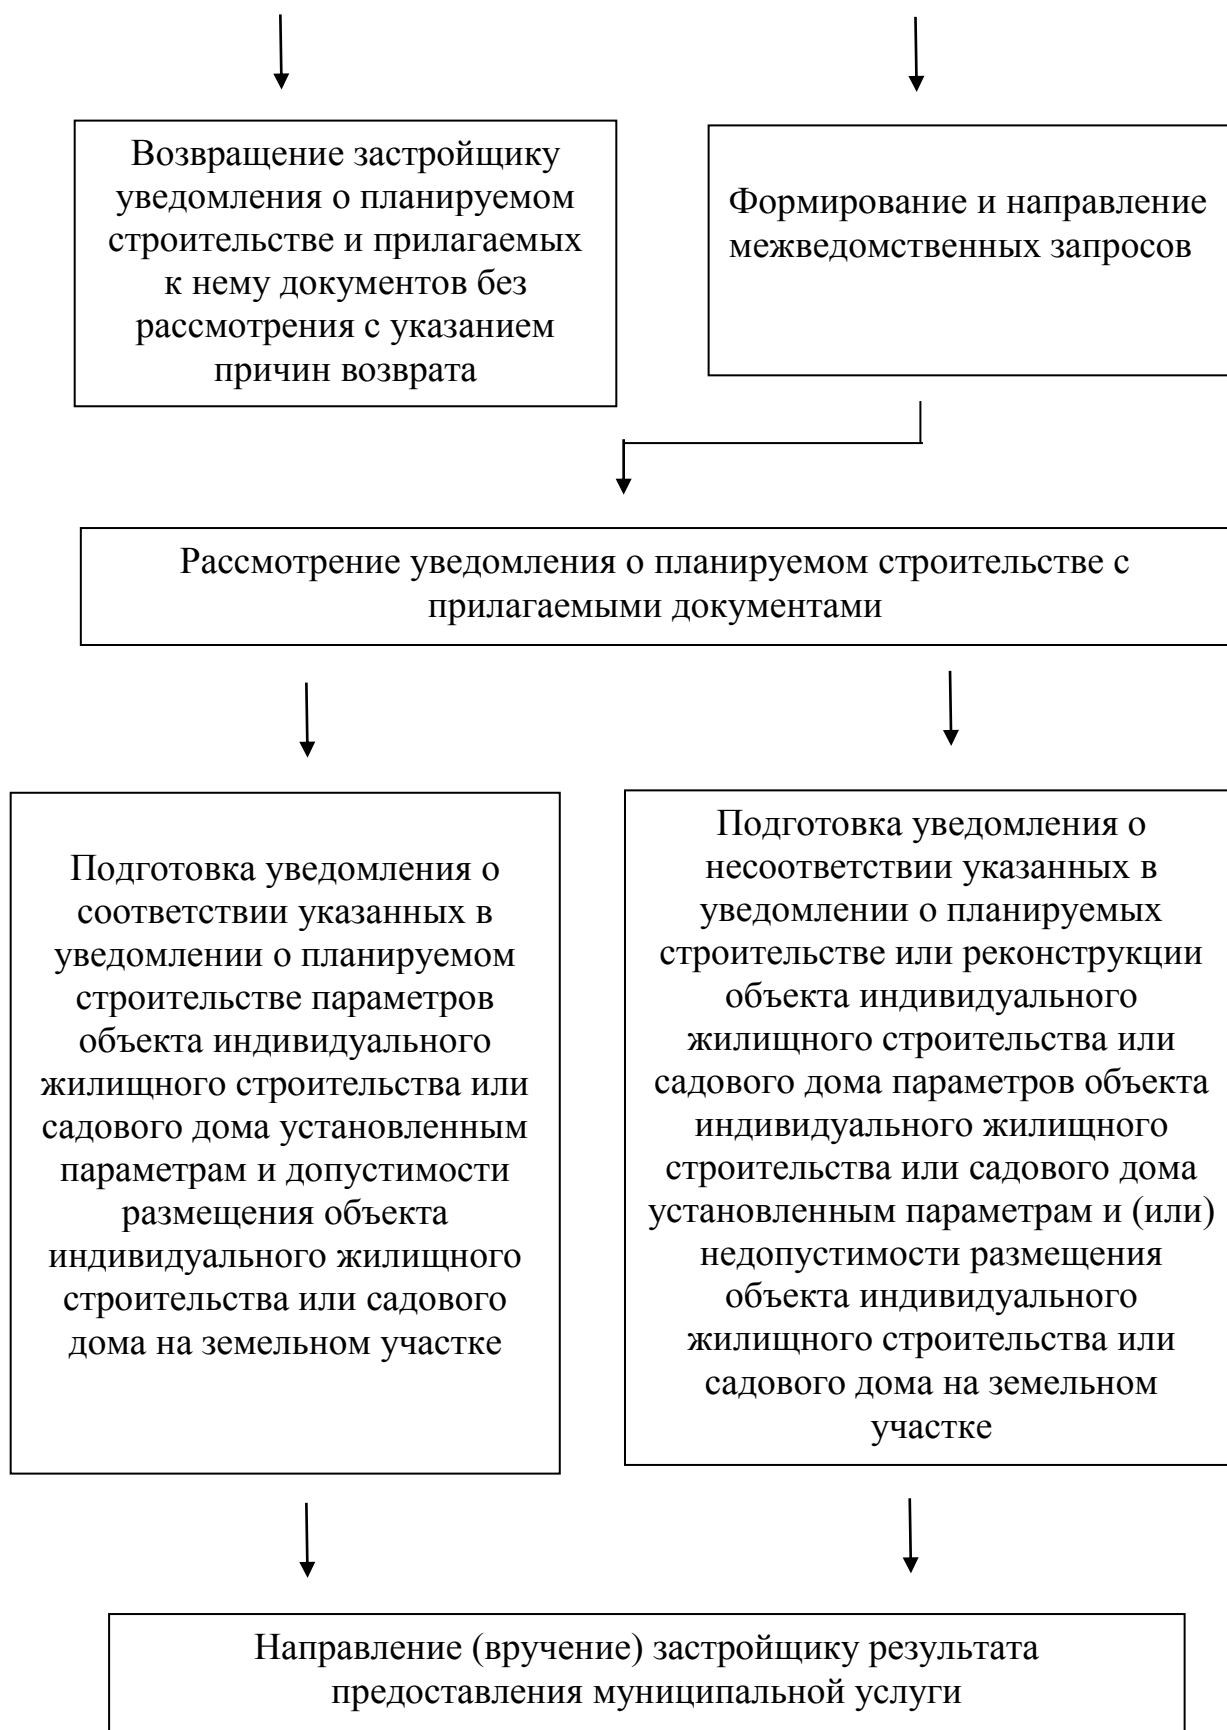 Возвращение застройщику
уведомления о планируемом
строительстве и прилагаемых
к нему документов без
рассмотрения с указанием
причин возврата
Формирование и направление
межведомственных запросов
Рассмотрение уведомления о планируемом строительстве с
прилагаемыми документами
Подготовка уведомления о
соответствии указанных в
уведомлении о планируемом
строительстве параметров
объекта индивидуального
жилищного строительства или
садового дома установленным
параметрам и допустимости
размещения объекта
индивидуального жилищного
строительства или садового
дома на земельном участке
Подготовка уведомления о
несоответствии указанных в
уведомлении о планируемых
строительстве или реконструкции
объекта индивидуального
жилищного строительства или
садового дома параметров объекта
индивидуального жилищного
строительства или садового дома
установленным параметрам и (или)
недопустимости размещения
объекта индивидуального
жилищного строительства или
садового дома на земельном
участке
Направление (вручение) застройщику результата
предоставления муниципальной услуги